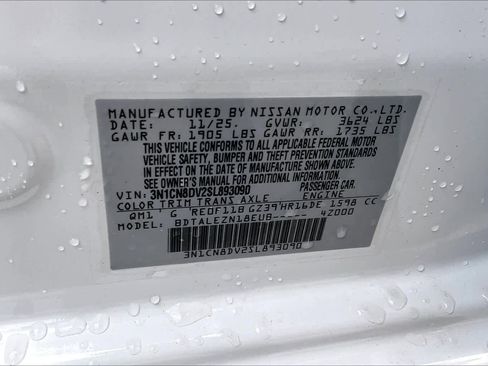 MANUFACTURED BY NISSAN MOTOR CO.,LTD.
DATE: 11/25. GVWR: 3624 LBS
GAWR FR: 1905 LBS GAWR RR: 1735 LBS
THIS VEHICLE CONFORMS TO ALL APPLICABLE FEDERAL MOTOR
VEHICLE SAFETY, BUMPER AND THEFT PREVENTION STANDARDS
IN EFFECT ON THE DATE OF MANUFACTURE SHOWN ABOVE.
SEE OWNER'S MANUAL FOR ADDITIONAL INFORMATION
VIN: 3N1CN8DV2SL893090 PASSENGER CAR.
COLOR TRIM TRANS AXLE ENGINE
QM1 G RE0F11B GZ39 HR16DE 1598 CC
MODEL: BDTALEZN18EUB----- 4Z000
3N1CN8DV2SL893090